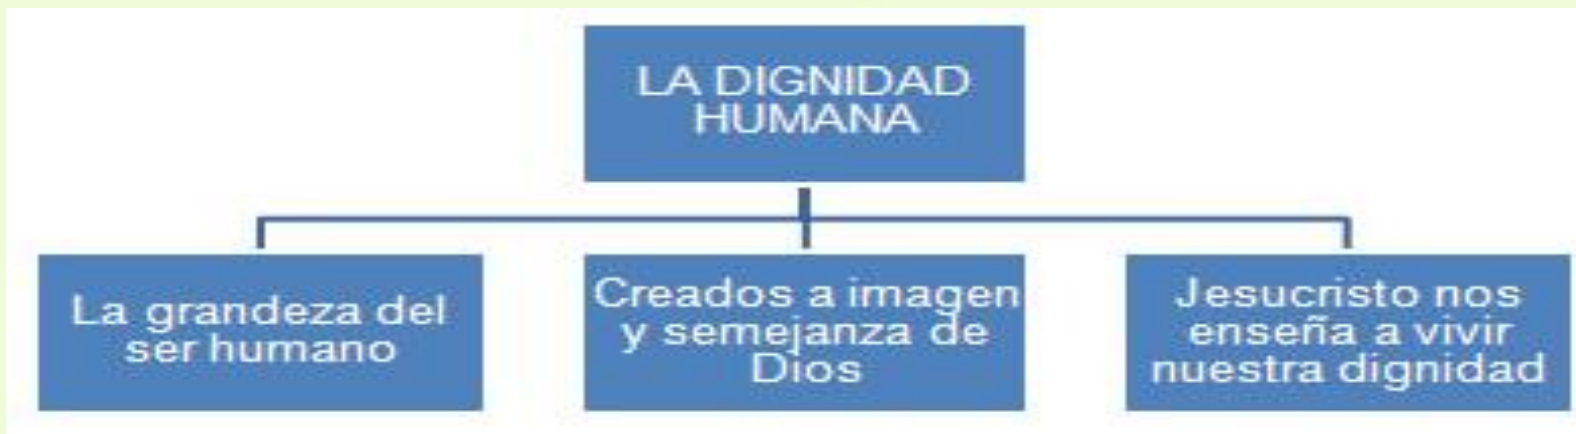 LA DIGNIDAD
HUMANA
La grandeza del
ser humano
Creados a imagen
y semejanza de
Dios
Jesucristo nos
enseña a vivir
nuestra dignidad